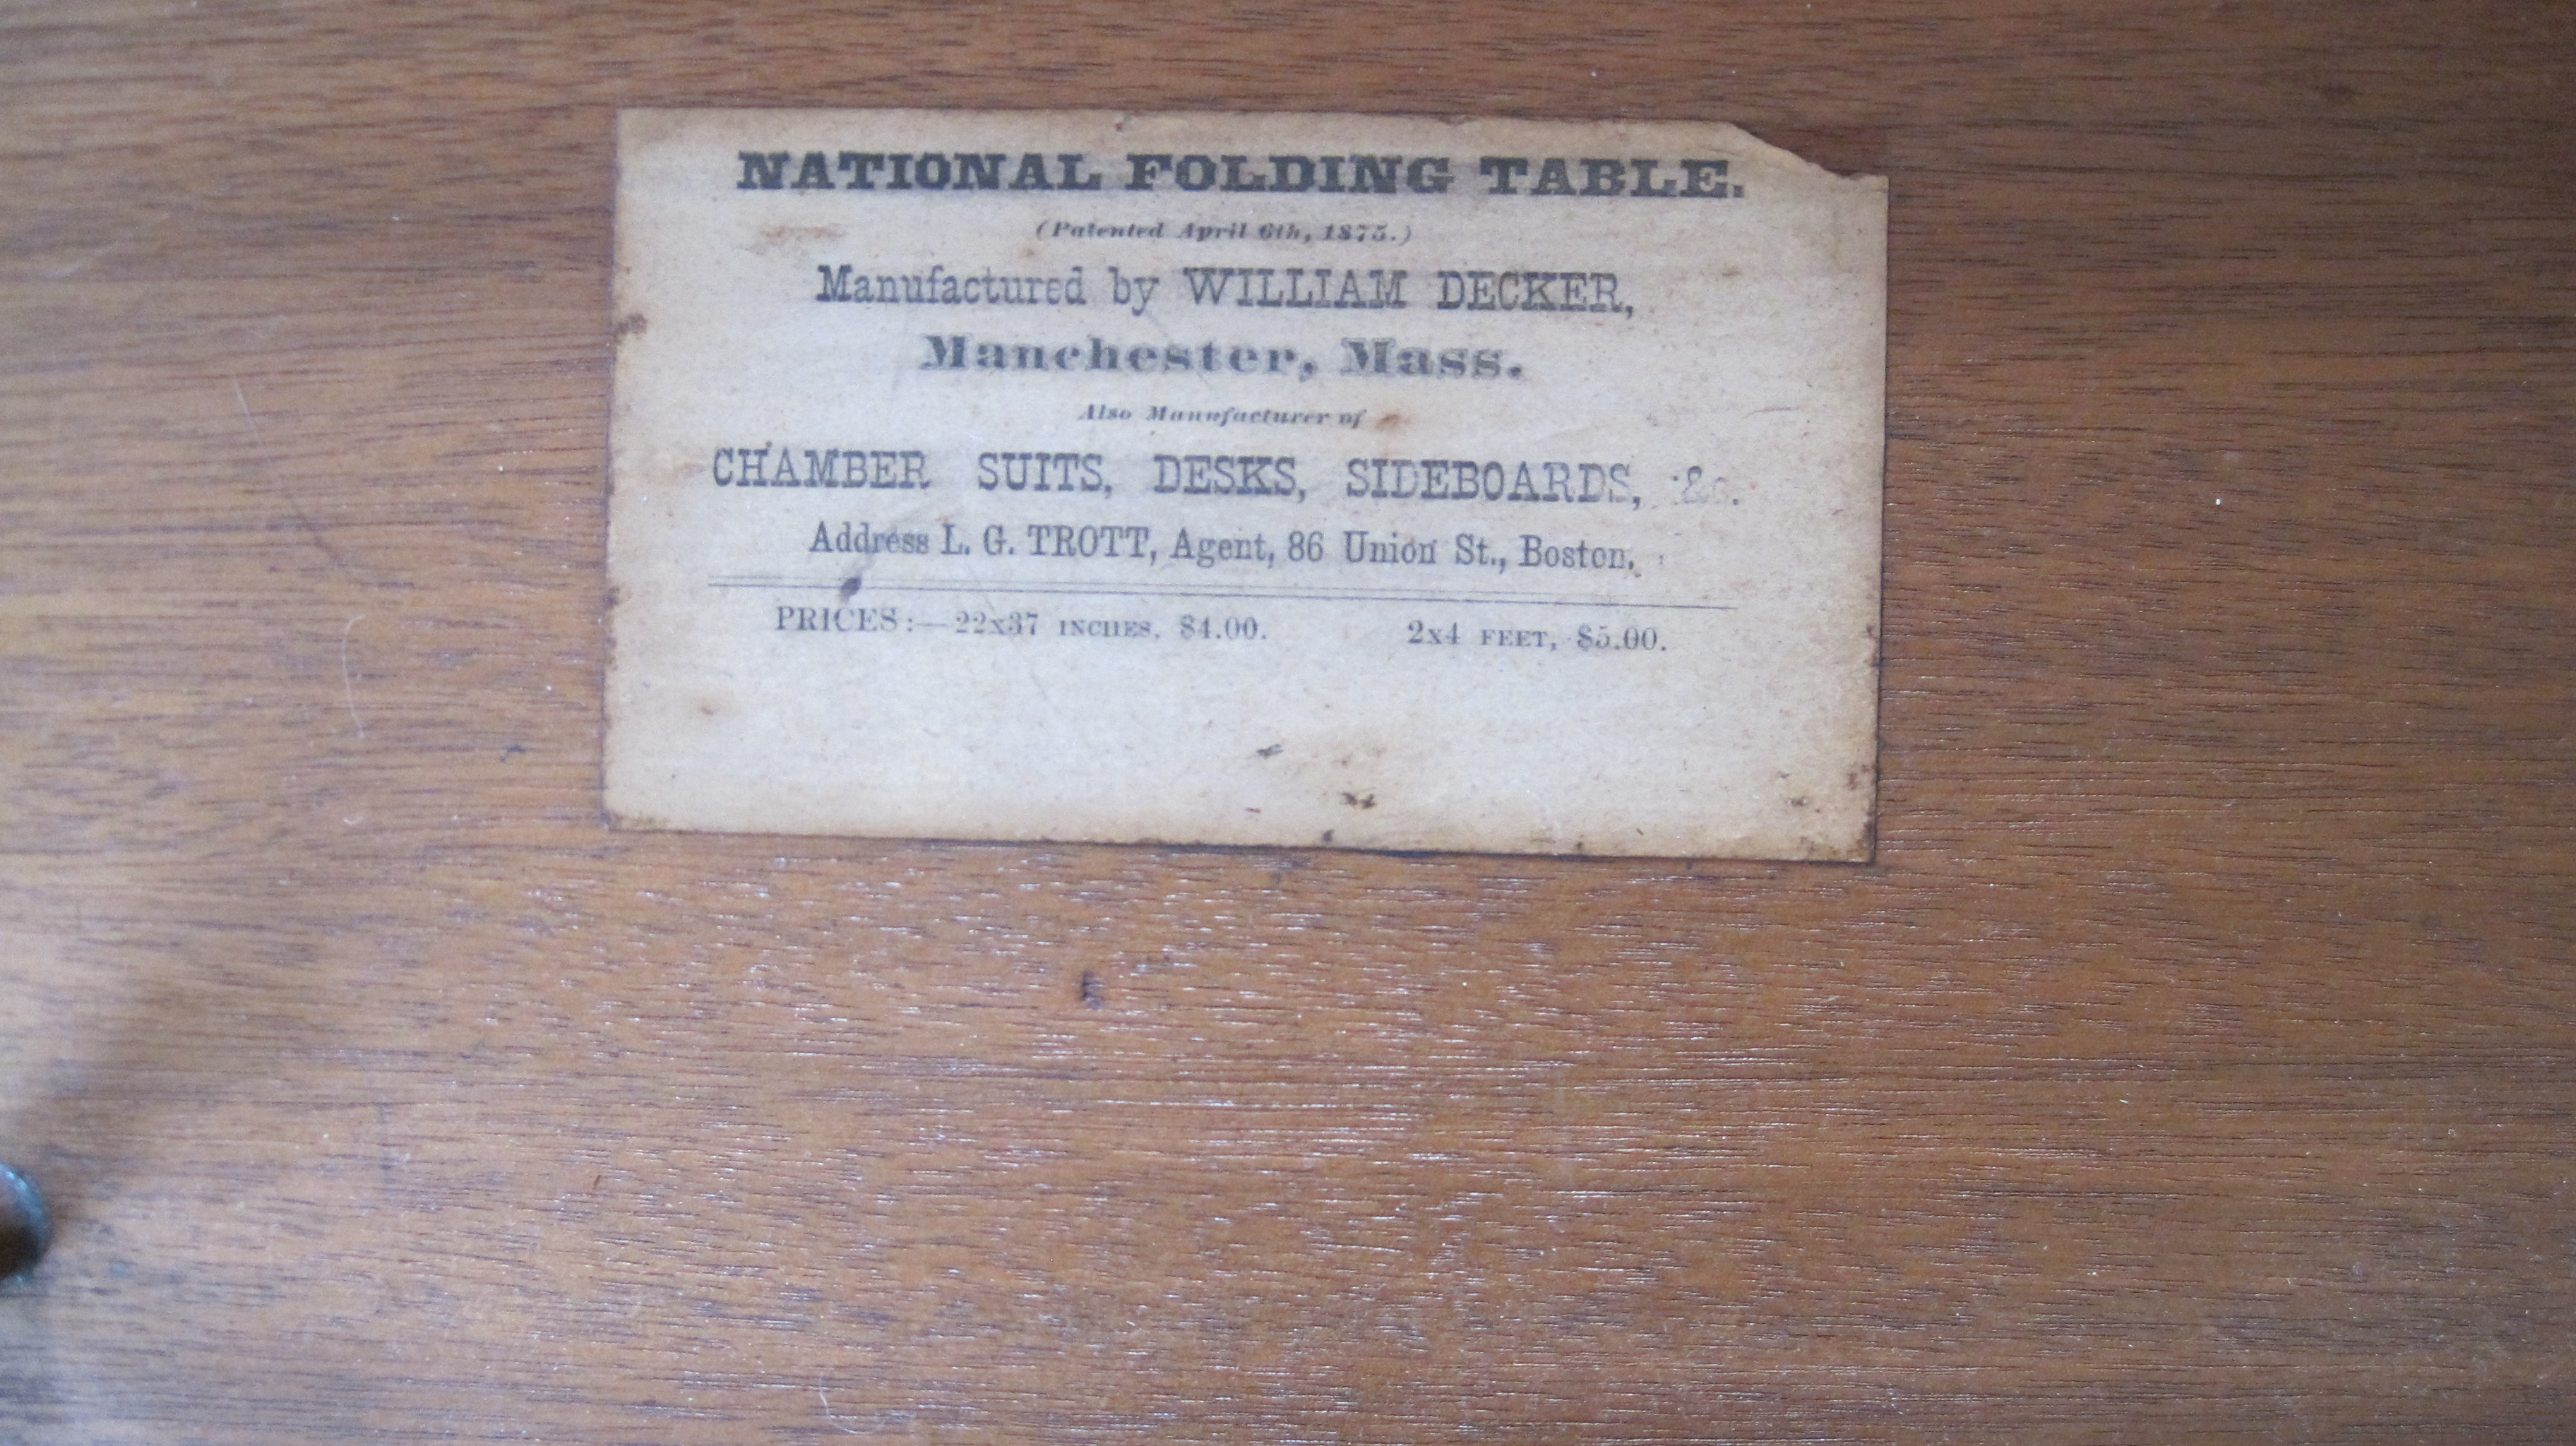 NATIONAL FOLDING TABLE.
(Patented April 6th, 1875.)
Manufactured by WILLIAM DECKER,
Manchester, Mass.
Also Manufacturer of
CHAMBER SUITS, DESKS, SIDEBOARDS, &c.
Address L. G. TROTT, Agent, 86 Union St., Boston.
PRICES:—22x37 INCHES, $4.00. 2x4 FEET, $5.00.